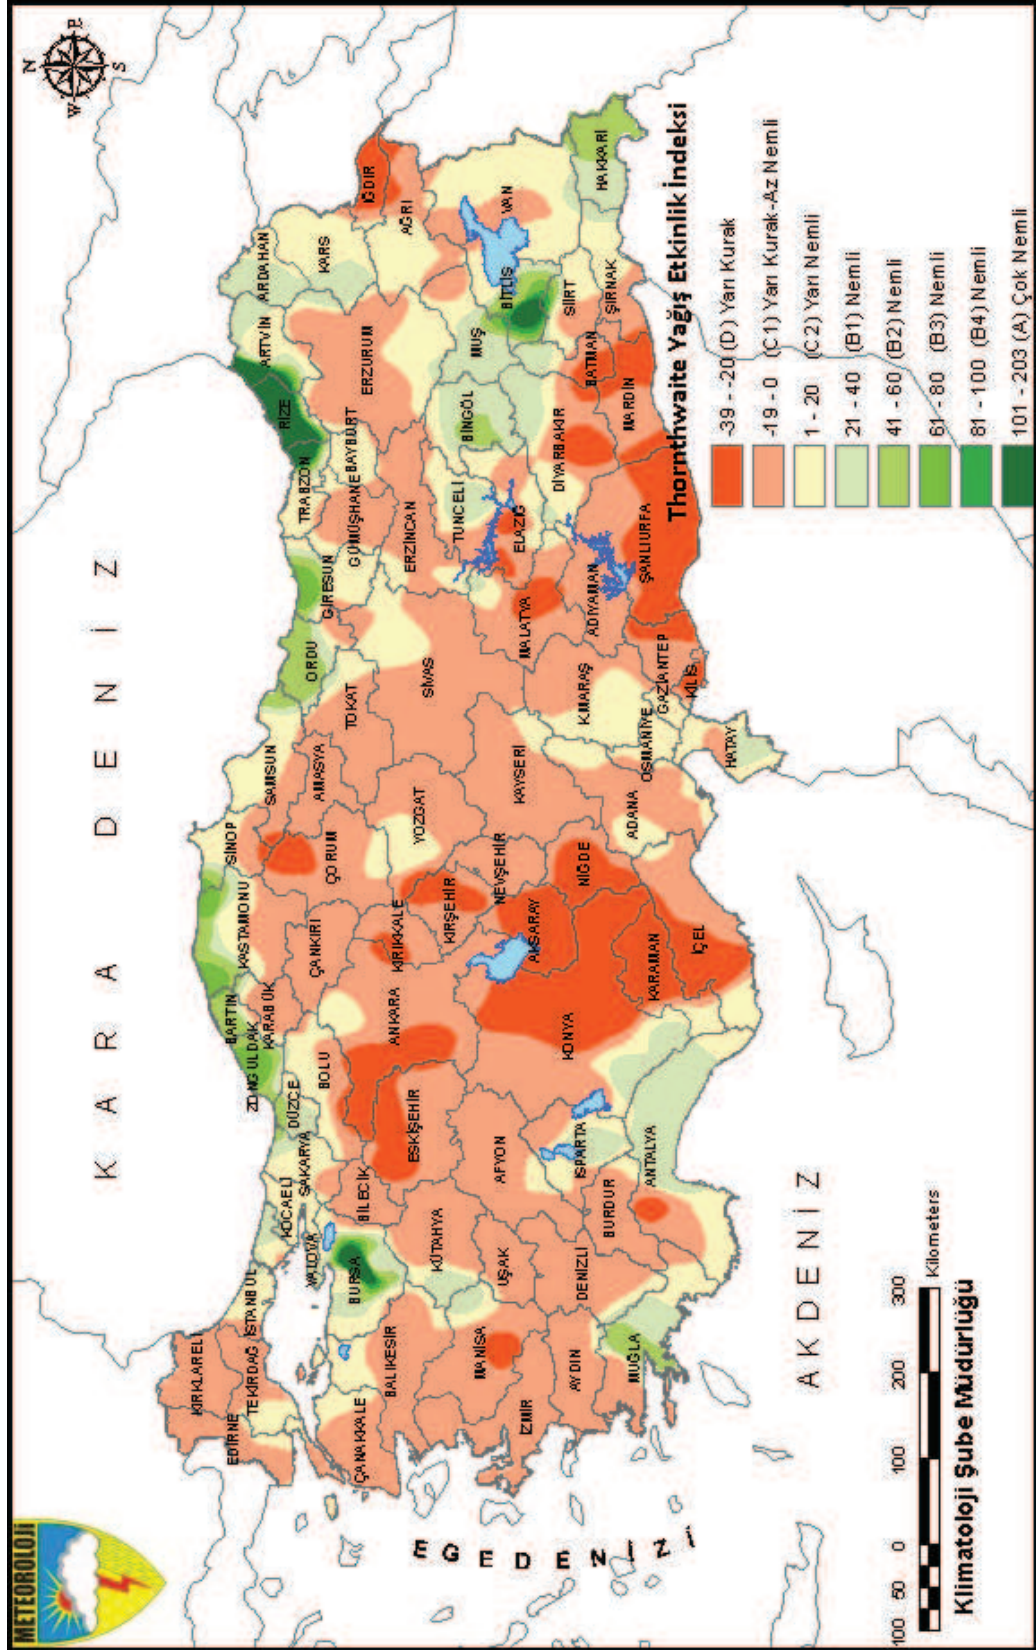 METEOROLOJİ
K A R A D E N İ Z
N
W
P
S
KIRKLARELİ
EDİRNE
TEKİRDAĞ
İSTANBUL
KOCAELİ
YALOVA
SAKARYA
DÜZCE
ZONGULDAK
BARTIN
KARABÜK
KASTAMONU
SİNOP
SAMSUN
ORDU
GİRESUN
TRABZON
RİZE
ARTVİN
ARDAHAN
KARS
IĞDIR
AĞRI
ÇANAKKALE
BALIKESİR
BURSA
BİLECİK
ESKİŞEHİR
BOLU
ANKARA
ÇANKIRI
KIRIKKALE
ÇORUM
AMASYA
TOKAT
YOZGAT
SİVAS
GÜMÜŞHANE
BAYBURT
ERZİNCAN
ERZURUM
KÜTAHYA
MANİSA
İZMİR
UŞAK
AFYON
KIRŞEHİR
NEVŞEHİR
KAYSERİ
MALATYA
ELAZIĞ
TUNCELİ
BİNGÖL
MUŞ
BİTLİS
VAN
AYDIN
DENİZLİ
BURDUR
ISPARTA
KONYA
AKSARAY
NİĞDE
K.MARAŞ
ADIYAMAN
DİYARBAKIR
BATMAN
SİİRT
ŞIRNAK
HAKKARİ
MUĞLA
ANTALYA
KARAMAN
İÇEL
ADANA
OSMANİYE
GAZİANTEP
KİLİS
ŞANLIURFA
MARDİN
HATAY
E G E D E N İ Z İ
A K D E N İ Z
Thornthwaite Yağış Etkinlik İndeksi
-39 - -20 (D) Yarı Kurak
-19 - 0 (C1) Yarı Kurak-Az Nemli
1 - 20 (C2) Yarı Nemli
21 - 40 (B1) Nemli
41 - 60 (B2) Nemli
61 - 80 (B3) Nemli
81 - 100 (B4) Nemli
101 - 203 (A) Çok Nemli
100 50 0 100 200 300
Kilometers
Klimatoloji Şube Müdürlüğü